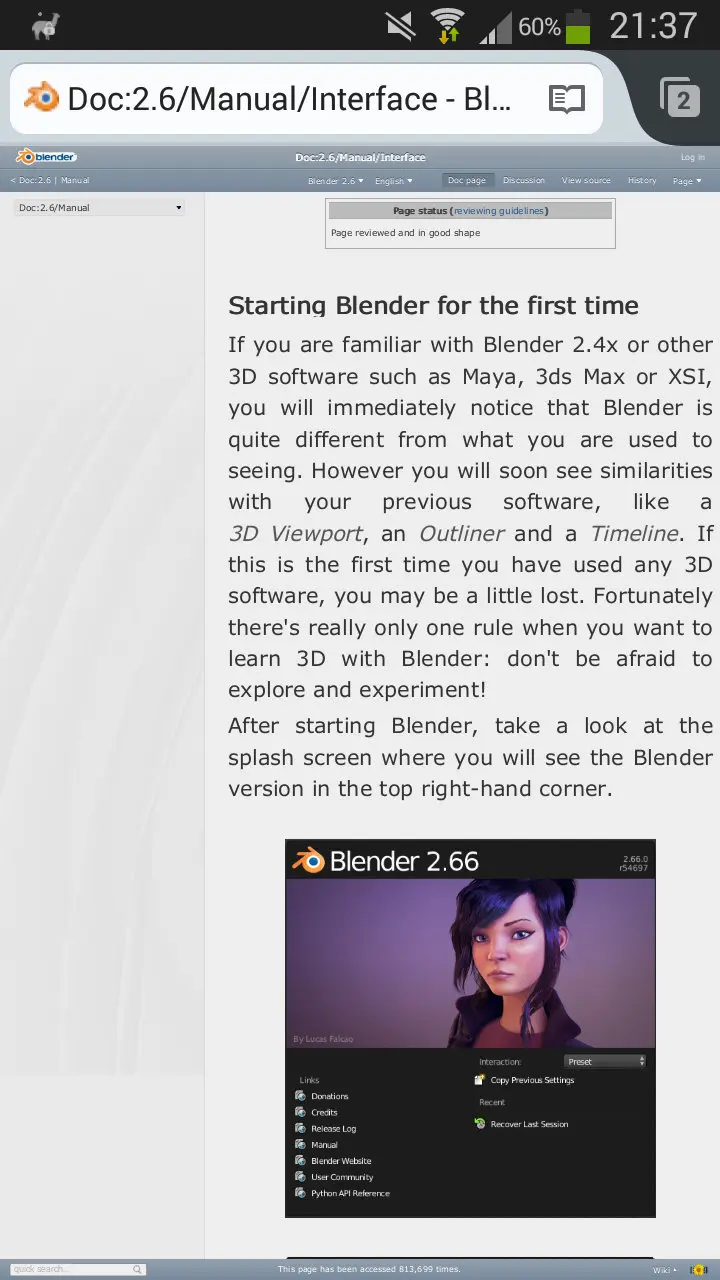 60% 21:37
Doc:2.6/Manual/Interface - Bl...
2
blender
Doc:2.6/Manual/Interface
Log in
< Doc:2.6 | Manual
Blender 2.6 English Doc page Discussion View source History Page
Doc:2.6/Manual
Page status (reviewing guidelines)
Page reviewed and in good shape
Starting Blender for the first time
If you are familiar with Blender 2.4x or other
3D software such as Maya, 3ds Max or XSI,
you will immediately notice that Blender is
quite different from what you are used to
seeing. However you will soon see similarities
with your previous software, like a
3D Viewport, an Outliner and a Timeline. If
this is the first time you have used any 3D
software, you may be a little lost. Fortunately
there's really only one rule when you want to
learn 3D with Blender: don't be afraid to
explore and experiment!
After starting Blender, take a look at the
splash screen where you will see the Blender
version in the top right-hand corner.
Blender 2.66
2.66.0
r54697
By Lucas Falcao
Interaction: Preset
Links
Copy Previous Settings
Donations
Recent
Credits
Recover Last Session
Release Log
Manual
Blender Website
User Community
Python API Reference
quick search...
This page has been accessed 813,699 times.
Wiki